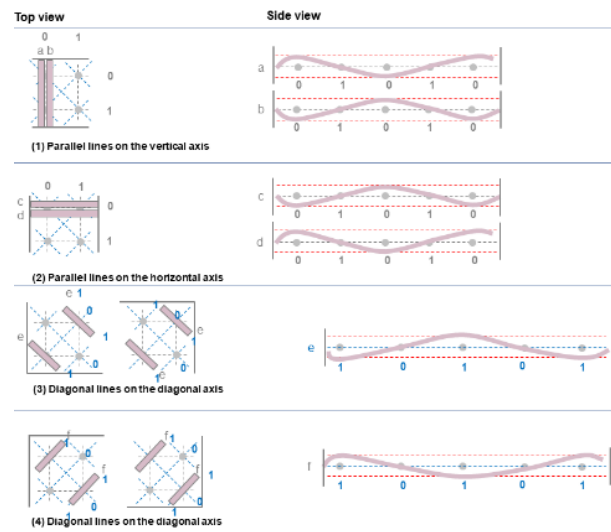 Top view Side view
0 1
a b
0
1
a
0 1 0 1 0
b
0 1 0 1 0
(1) Parallel lines on the vertical axis
0 1
c
d
0
1
c
0 1 0 1 0
d
0 1 0 1 0
(2) Parallel lines on the horizontal axis
e 1
0
e
1
0
1
1
0
e
1
0
1 e
e
1 0 1 0 1
(3) Diagonal lines on the diagonal axis
f
1
0
f
1
0
1
f
1
0
f
1
0
1
f
1 0 1 0 1
(4) Diagonal lines on the diagonal axis